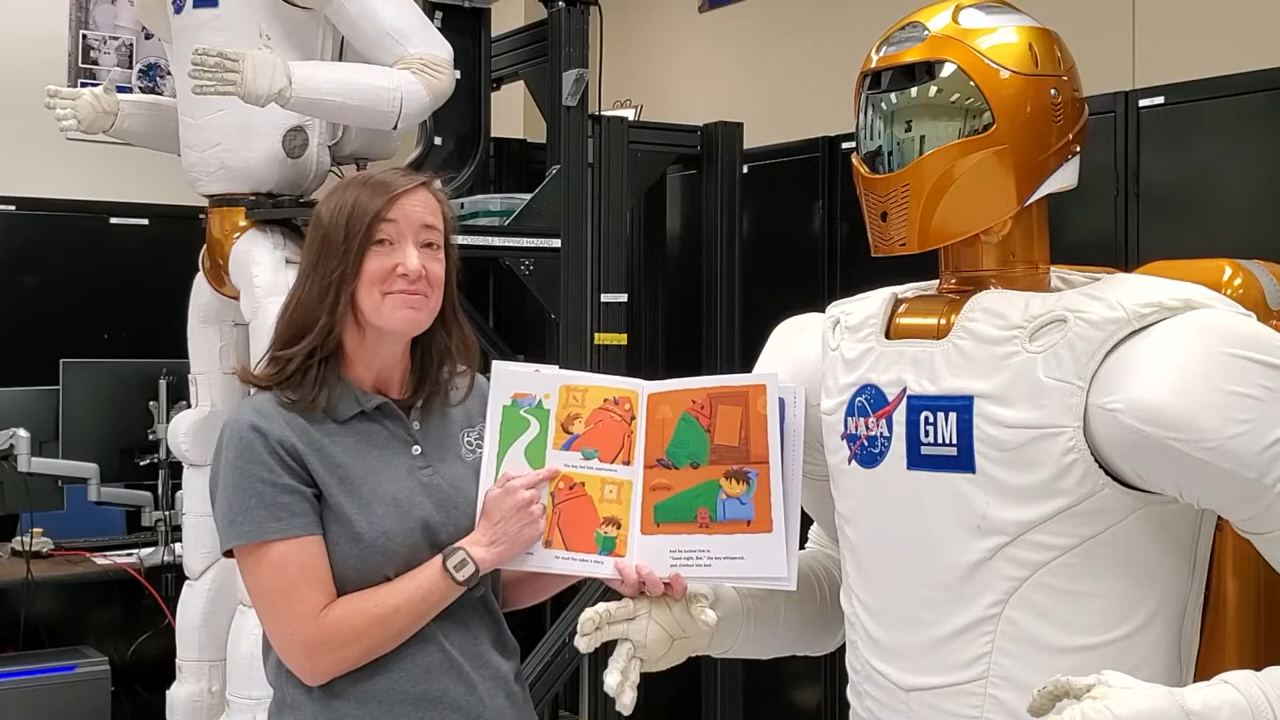 POSSIBLE TIPPING HAZARD
NASA
GM
The boy fed him applesauce.
He read the robot a story.
And he tucked him in.
"Good night, Bot," the boy whispered,
and climbed into bed.